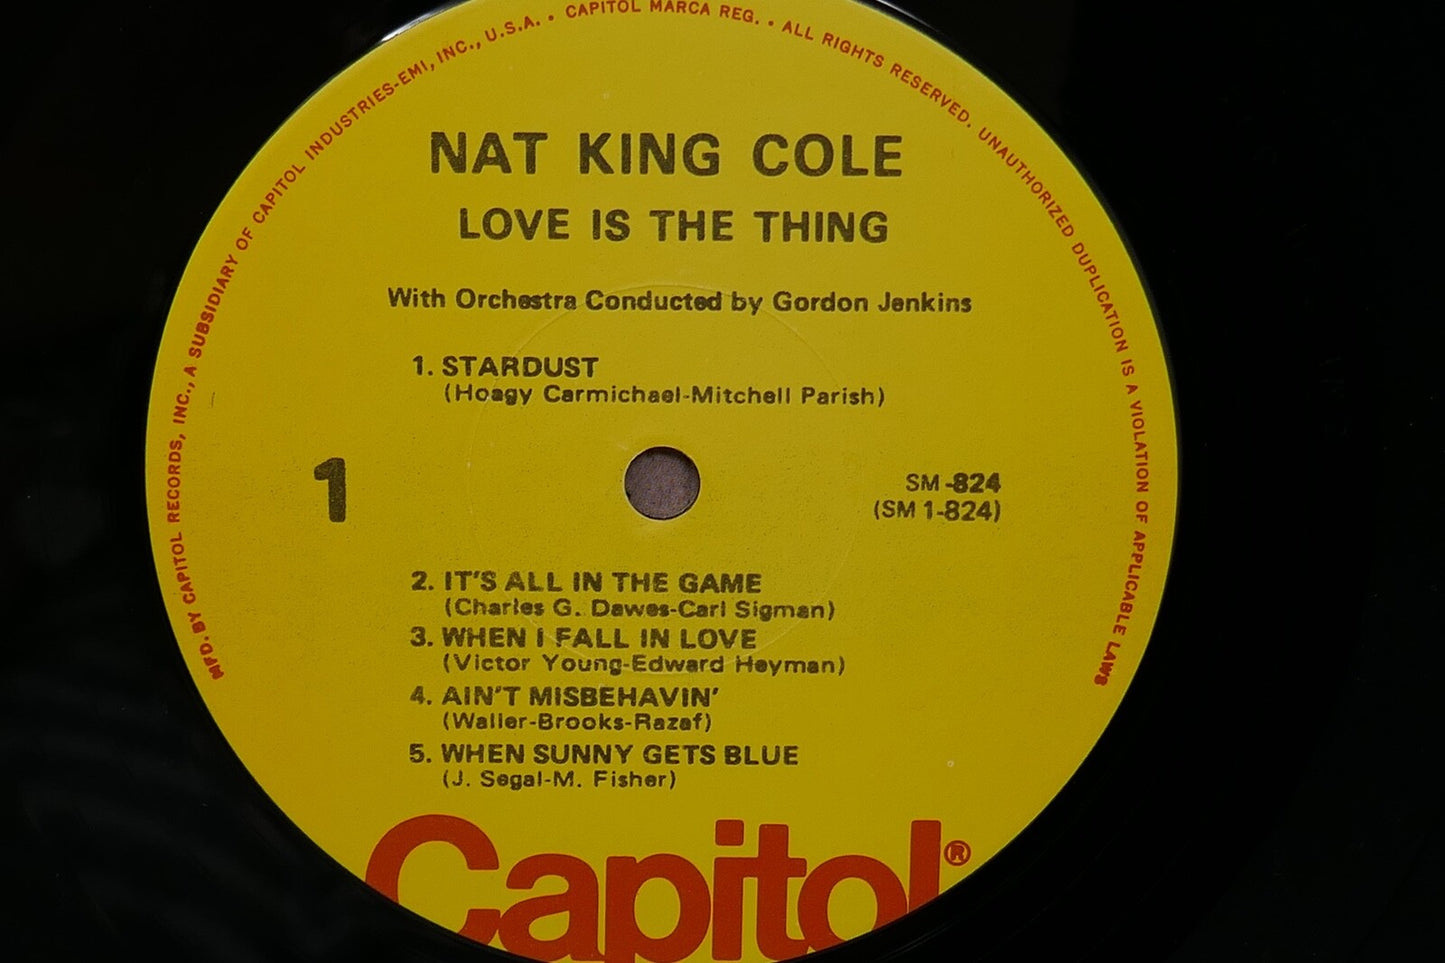 MFD. BY CAPITOL RECORDS, INC., A SUBSIDIARY OF CAPITOL INDUSTRIES-EMI, INC., U.S.A. • CAPITOL MARCA REG. • ALL RIGHTS RESERVED. UNAUTHORIZED DUPLICATION IS A VIOLATION OF APPLICABLE LAWS
NAT KING COLE
LOVE IS THE THING
With Orchestra Conducted by Gordon Jenkins
1. STARDUST
(Hoagy Carmichael-Mitchell Parish)
1
SM-824
(SM 1-824)
2. IT'S ALL IN THE GAME
(Charles G. Dawes-Carl Sigman)
3. WHEN I FALL IN LOVE
(Victor Young-Edward Heyman)
4. AIN'T MISBEHAVIN'
(Waller-Brooks-Razaf)
5. WHEN SUNNY GETS BLUE
(J. Segal-M. Fisher)
Capitol®